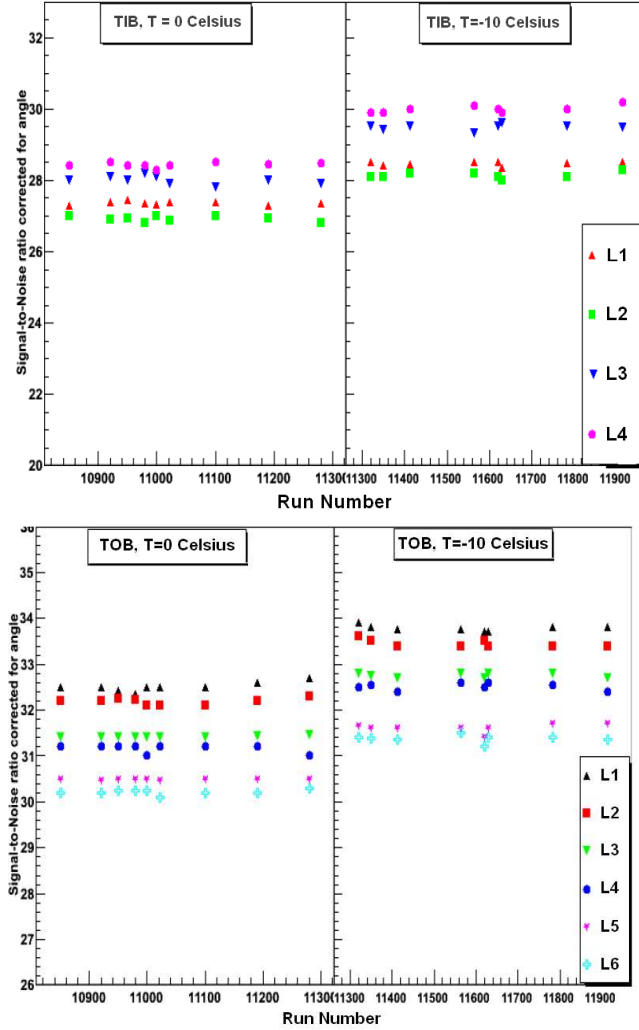 TIB, T = 0 Celsius
TIB, T=-10 Celsius
Signal-to-Noise ratio corrected for angle
32
30
28
26
24
22
20
L1
L2
L3
L4
10900 11000 11100 11200 11300
11300 11400 11500 11600 11700 11800 11900
Run Number
TOB, T=0 Celsius
TOB, T=-10 Celsius
Signal-to-Noise ratio corrected for angle
36
35
34
33
32
31
30
29
28
27
26
L1
L2
L3
L4
L5
L6
10900 11000 11100 11200 11300
11300 11400 11500 11600 11700 11800 11900
Run Number